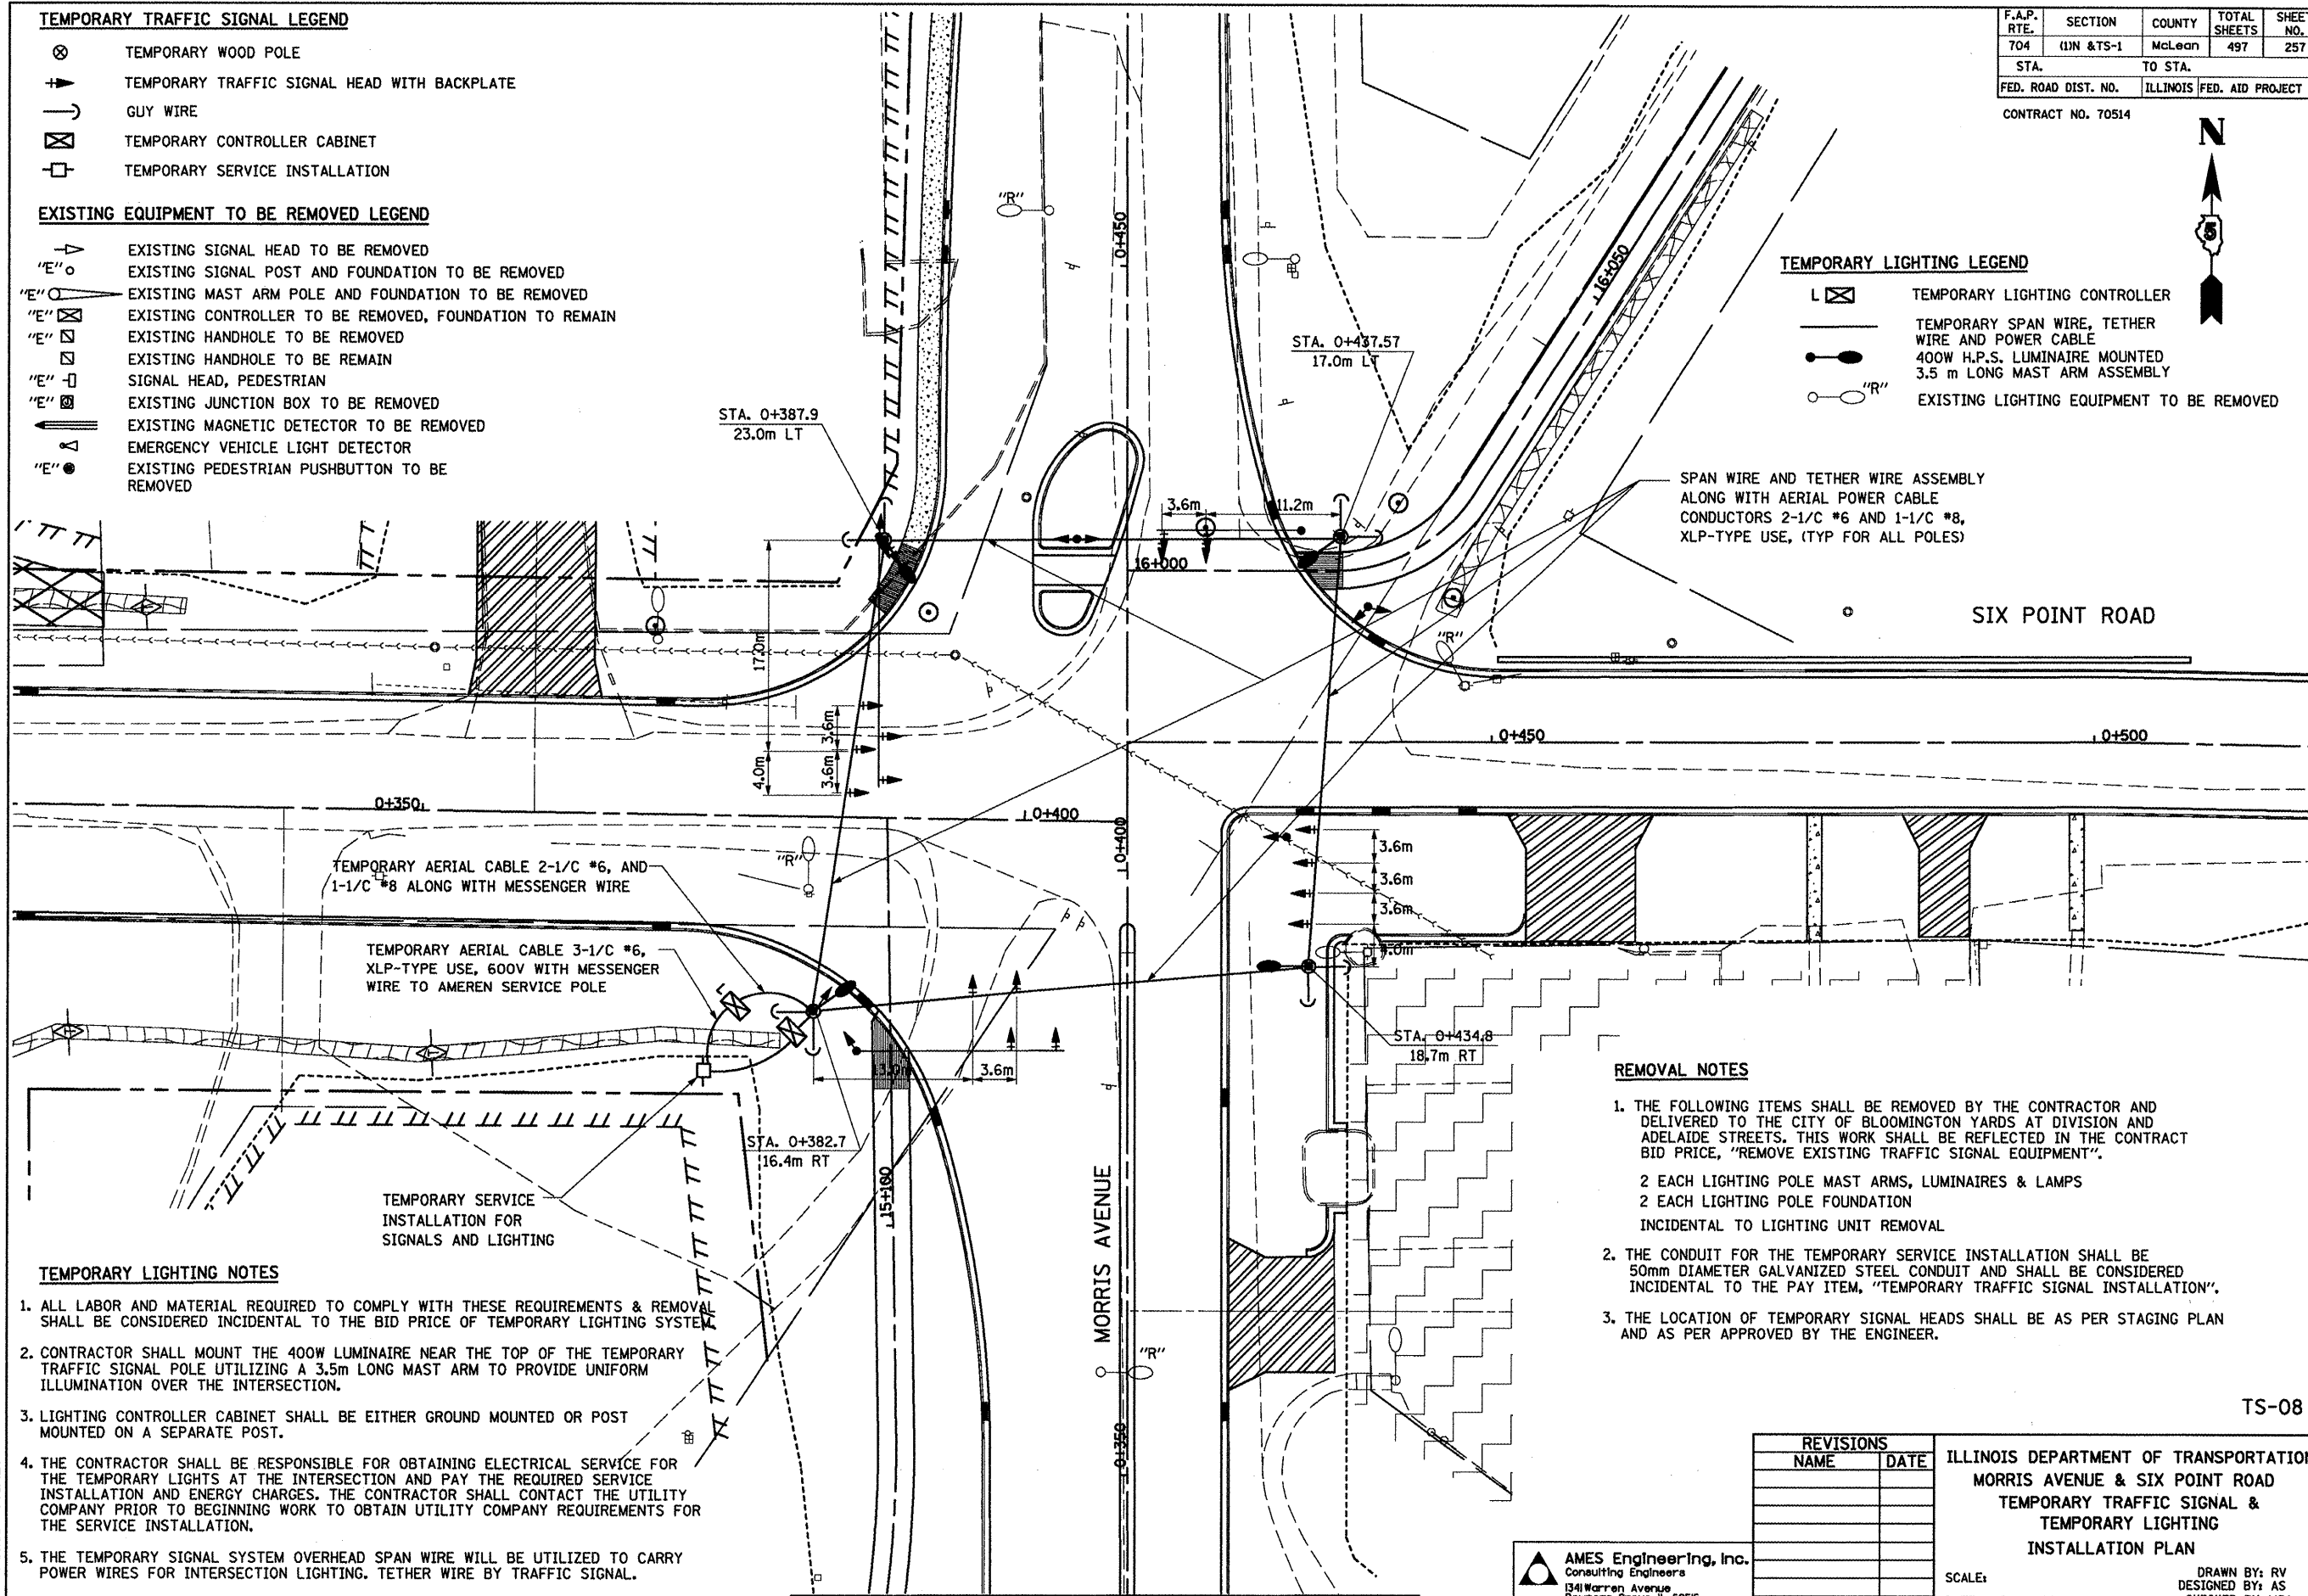 TEMPORARY TRAFFIC SIGNAL LEGEND
TEMPORARY WOOD POLE
TEMPORARY TRAFFIC SIGNAL HEAD WITH BACKPLATE
GUY WIRE
TEMPORARY CONTROLLER CABINET
TEMPORARY SERVICE INSTALLATION
EXISTING EQUIPMENT TO BE REMOVED LEGEND
EXISTING SIGNAL HEAD TO BE REMOVED
"E" EXISTING SIGNAL POST AND FOUNDATION TO BE REMOVED
"E" EXISTING MAST ARM POLE AND FOUNDATION TO BE REMOVED
"E" EXISTING CONTROLLER TO BE REMOVED, FOUNDATION TO REMAIN
"E" EXISTING HANDHOLE TO BE REMOVED
EXISTING HANDHOLE TO BE REMAIN
"E" SIGNAL HEAD, PEDESTRIAN
"E" EXISTING JUNCTION BOX TO BE REMOVED
EXISTING MAGNETIC DETECTOR TO BE REMOVED
EMERGENCY VEHICLE LIGHT DETECTOR
"E" EXISTING PEDESTRIAN PUSHBUTTON TO BE
REMOVED
F.A.P. RTE. SECTION COUNTY TOTAL SHEETS SHEET NO.
704 (1)N &TS-1 McLean 497 257
STA. TO STA.
FED. ROAD DIST. NO. ILLINOIS FED. AID PROJECT
CONTRACT NO. 70514
N
5
TEMPORARY LIGHTING LEGEND
L TEMPORARY LIGHTING CONTROLLER
TEMPORARY SPAN WIRE, TETHER
WIRE AND POWER CABLE
400W H.P.S. LUMINAIRE MOUNTED
3.5 m LONG MAST ARM ASSEMBLY
"R" EXISTING LIGHTING EQUIPMENT TO BE REMOVED
SPAN WIRE AND TETHER WIRE ASSEMBLY
ALONG WITH AERIAL POWER CABLE
CONDUCTORS 2-1/C #6 AND 1-1/C #8,
XLP-TYPE USE, (TYP FOR ALL POLES)
"R"
0+450
16+050
STA. 0+437.57
17.0m LT
STA. 0+387.9
23.0m LT
3.6m
11.2m
16+000
17.0m
SIX POINT ROAD
"R"
3.6m
3.6m
4.0m
0+450
0+500
0+350
0+400
0+400
3.6m
3.6m
3.6m
4.0m
"R"
TEMPORARY AERIAL CABLE 2-1/C #6, AND
1-1/C #8 ALONG WITH MESSENGER WIRE
TEMPORARY AERIAL CABLE 3-1/C #6,
XLP-TYPE USE, 600V WITH MESSENGER
WIRE TO AMEREN SERVICE POLE
L
STA. 0+434.8
18.7m RT
13.0m
3.6m
STA. 0+382.7
16.4m RT
15+100
TEMPORARY SERVICE
INSTALLATION FOR
SIGNALS AND LIGHTING
MORRIS AVENUE
"R"
0+350
TEMPORARY LIGHTING NOTES
1. ALL LABOR AND MATERIAL REQUIRED TO COMPLY WITH THESE REQUIREMENTS & REMOVAL
SHALL BE CONSIDERED INCIDENTAL TO THE BID PRICE OF TEMPORARY LIGHTING SYSTEM.
2. CONTRACTOR SHALL MOUNT THE 400W LUMINAIRE NEAR THE TOP OF THE TEMPORARY
TRAFFIC SIGNAL POLE UTILIZING A 3.5m LONG MAST ARM TO PROVIDE UNIFORM
ILLUMINATION OVER THE INTERSECTION.
3. LIGHTING CONTROLLER CABINET SHALL BE EITHER GROUND MOUNTED OR POST
MOUNTED ON A SEPARATE POST.
4. THE CONTRACTOR SHALL BE RESPONSIBLE FOR OBTAINING ELECTRICAL SERVICE FOR
THE TEMPORARY LIGHTS AT THE INTERSECTION AND PAY THE REQUIRED SERVICE
INSTALLATION AND ENERGY CHARGES. THE CONTRACTOR SHALL CONTACT THE UTILITY
COMPANY PRIOR TO BEGINNING WORK TO OBTAIN UTILITY COMPANY REQUIREMENTS FOR
THE SERVICE INSTALLATION.
5. THE TEMPORARY SIGNAL SYSTEM OVERHEAD SPAN WIRE WILL BE UTILIZED TO CARRY
POWER WIRES FOR INTERSECTION LIGHTING. TETHER WIRE BY TRAFFIC SIGNAL.
REMOVAL NOTES
1. THE FOLLOWING ITEMS SHALL BE REMOVED BY THE CONTRACTOR AND
DELIVERED TO THE CITY OF BLOOMINGTON YARDS AT DIVISION AND
ADELAIDE STREETS. THIS WORK SHALL BE REFLECTED IN THE CONTRACT
BID PRICE, "REMOVE EXISTING TRAFFIC SIGNAL EQUIPMENT".
2 EACH LIGHTING POLE MAST ARMS, LUMINAIRES & LAMPS
2 EACH LIGHTING POLE FOUNDATION
INCIDENTAL TO LIGHTING UNIT REMOVAL
2. THE CONDUIT FOR THE TEMPORARY SERVICE INSTALLATION SHALL BE
50mm DIAMETER GALVANIZED STEEL CONDUIT AND SHALL BE CONSIDERED
INCIDENTAL TO THE PAY ITEM, "TEMPORARY TRAFFIC SIGNAL INSTALLATION".
3. THE LOCATION OF TEMPORARY SIGNAL HEADS SHALL BE AS PER STAGING PLAN
AND AS PER APPROVED BY THE ENGINEER.
TS-08
REVISIONS
NAME DATE
ILLINOIS DEPARTMENT OF TRANSPORTATION
MORRIS AVENUE & SIX POINT ROAD
TEMPORARY TRAFFIC SIGNAL &
TEMPORARY LIGHTING
INSTALLATION PLAN
SCALE:
DRAWN BY: RV
DESIGNED BY: AS
AMES Engineering, Inc.
Consulting Engineers
1341 Warren Avenue